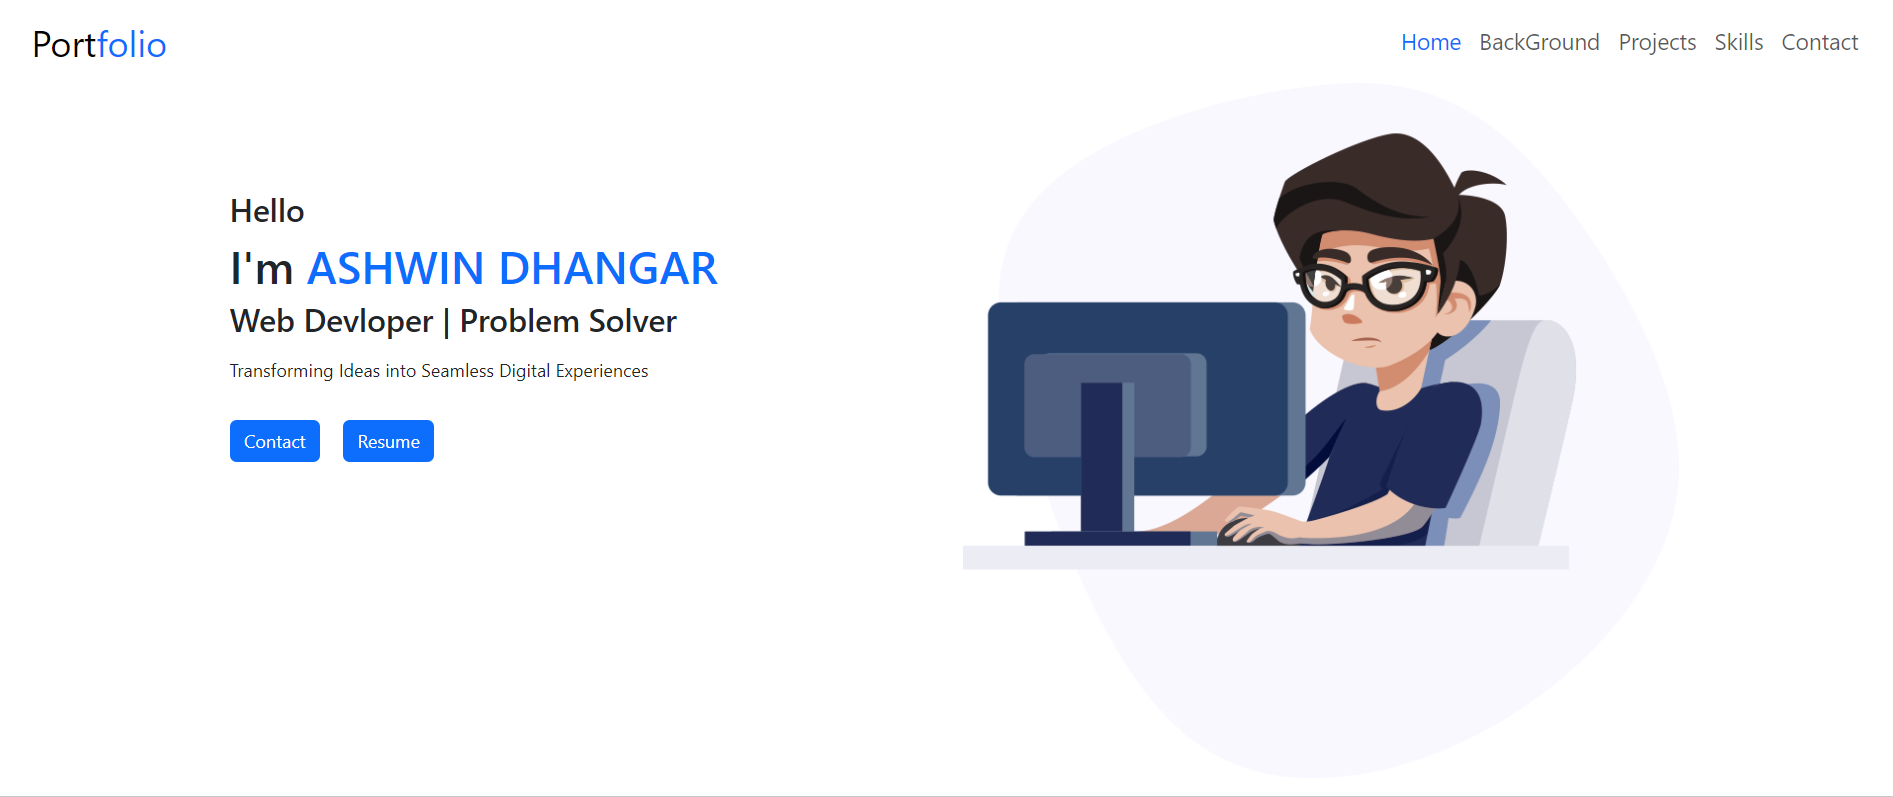 Portfolio
Home BackGround Projects Skills Contact
Hello
I'm ASHWIN DHANGAR
Web Devloper | Problem Solver
Transforming Ideas into Seamless Digital Experiences
Contact Resume